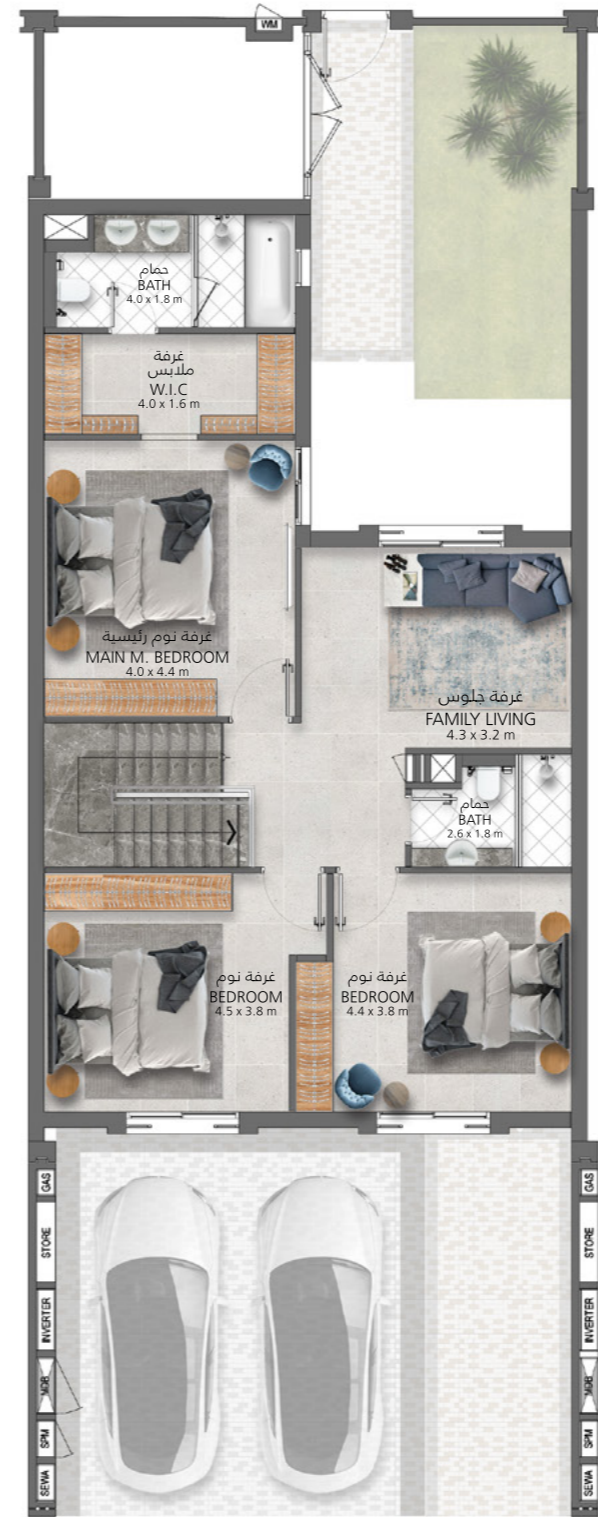 WM
حمام
BATH
4.0 x 1.8 m
غرفة
ملابس
W.I.C
4.0 x 1.6 m
غرفة نوم رئيسية
MAIN M. BEDROOM
4.0 x 4.4 m
غرفة جلوس
FAMILY LIVING
4.3 x 3.2 m
حمام
BATH
2.6 x 1.8 m
غرفة نوم
BEDROOM
4.5 x 3.8 m
غرفة نوم
BEDROOM
4.4 x 3.8 m
GAS
STORE
INVERTER
MDB
SPM
SEWA
GAS
STORE
INVERTER
MDB
SPM
SEWA